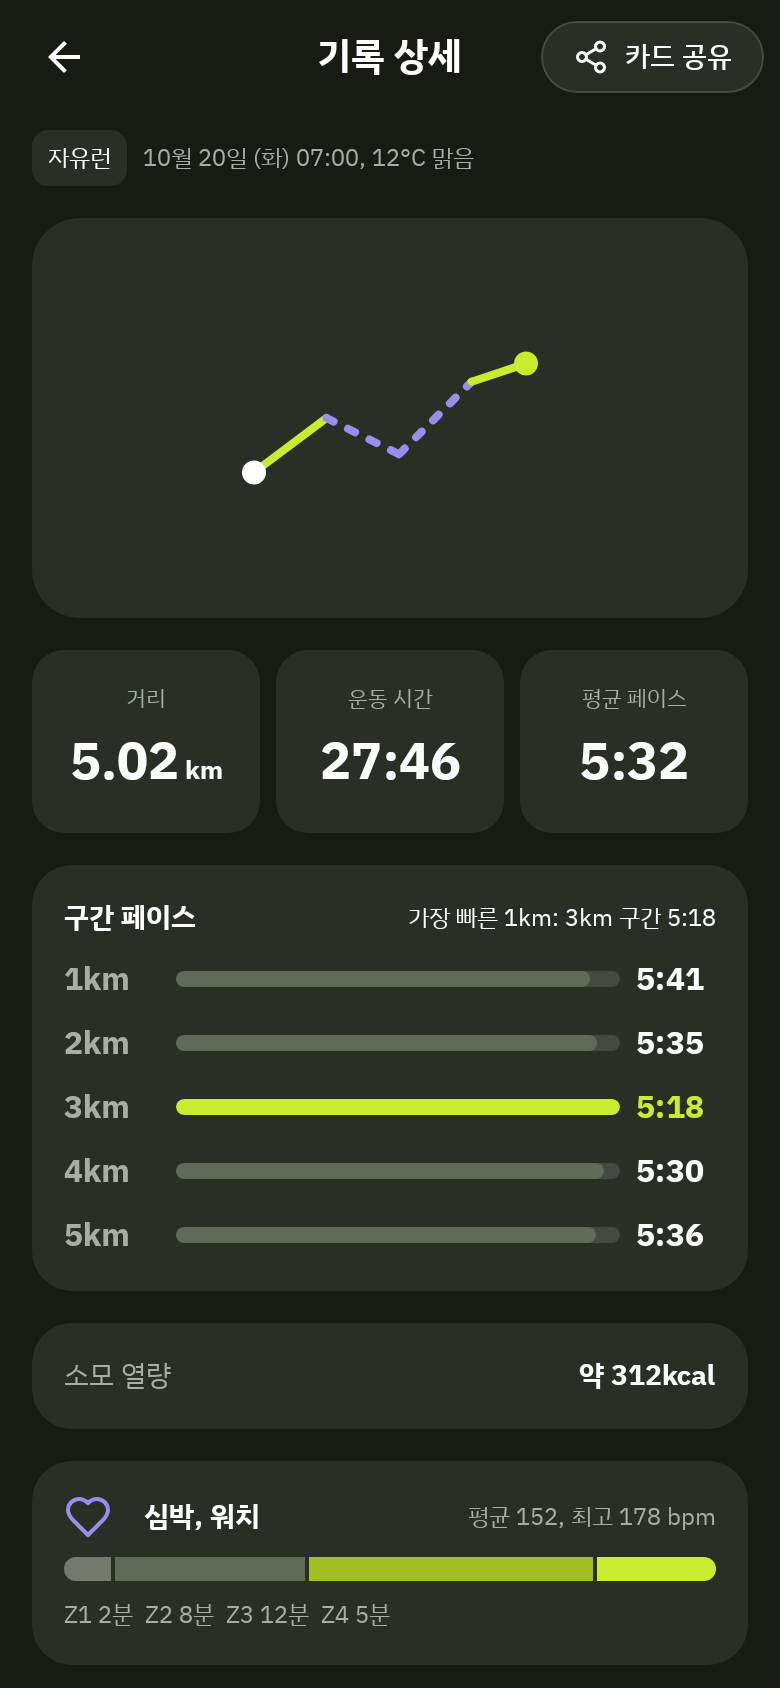 기록 상세
카드 공유
자유런 10월 20일 (화) 07:00, 12°C 맑음
거리 운동 시간 평균 페이스
5.02 km 27:46 5:32
구간 페이스 가장 빠른 1km: 3km 구간 5:18
1km 5:41
2km 5:35
3km 5:18
4km 5:30
5km 5:36
소모 열량 약 312kcal
심박, 워치 평균 152, 최고 178 bpm
Z1 2분 Z2 8분 Z3 12분 Z4 5분